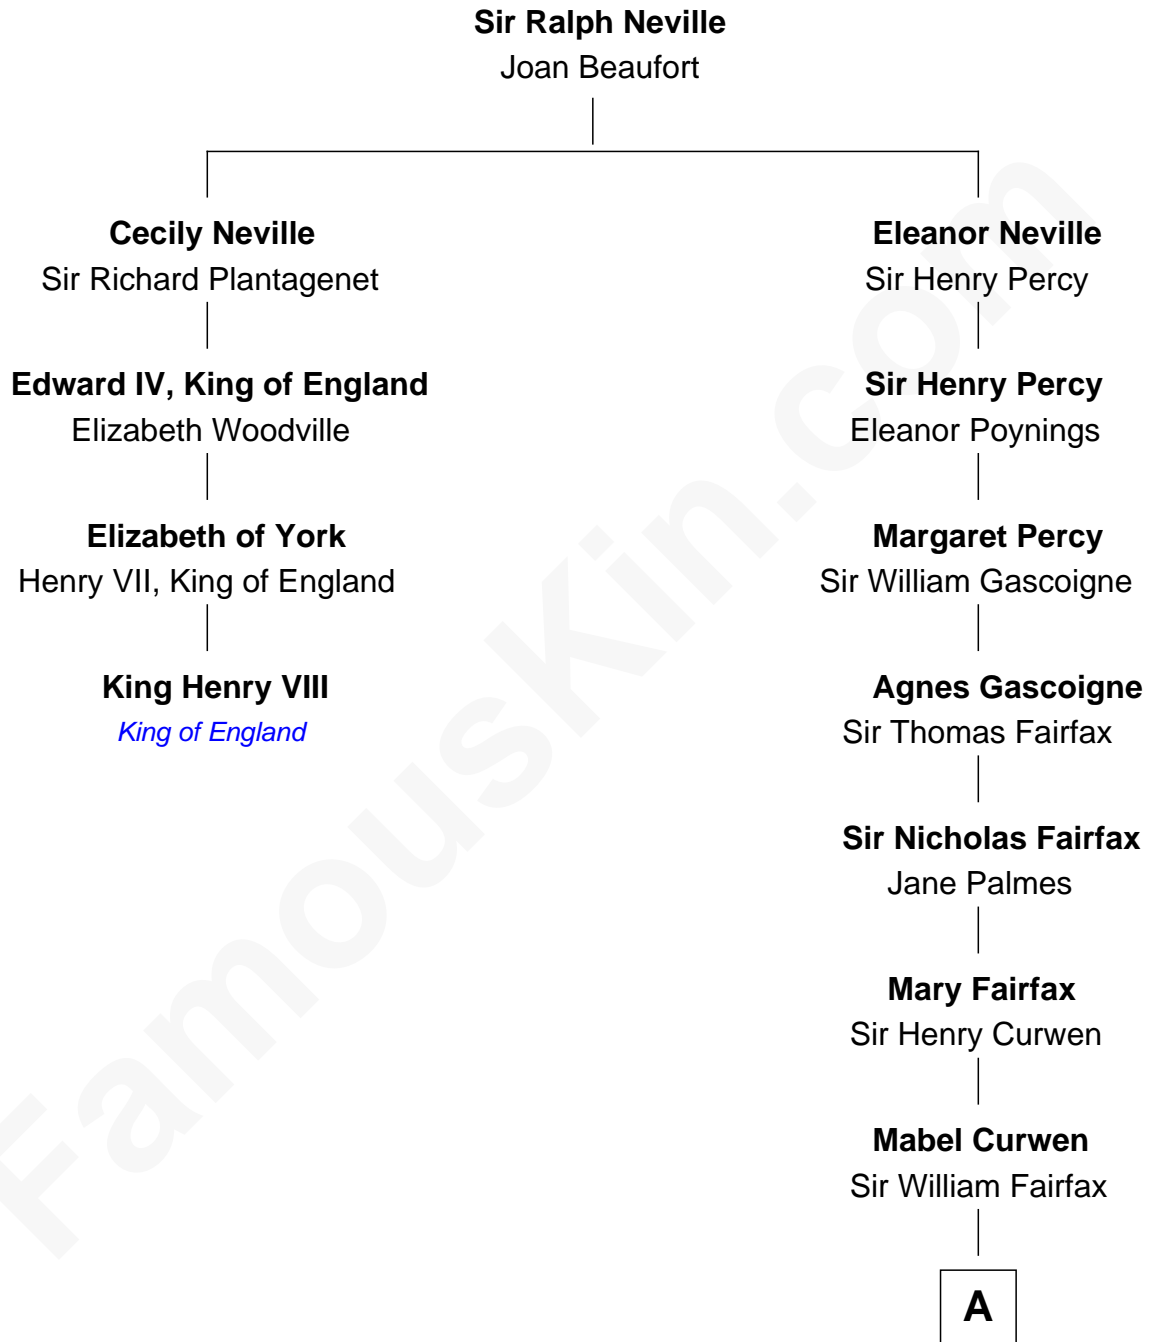 Sir Ralph Neville
Joan Beaufort
Cecily Neville
Sir Richard Plantagenet
Eleanor Neville
Sir Henry Percy
Edward IV, King of England
Elizabeth Woodville
Sir Henry Percy
Eleanor Poynings
Elizabeth of York
Henry VII, King of England
Margaret Percy
Sir William Gascoigne
King Henry VIII
King of England
Agnes Gascoigne
Sir Thomas Fairfax
Sir Nicholas Fairfax
Jane Palmes
Mary Fairfax
Sir Henry Curwen
Mabel Curwen
Sir William Fairfax
A
FamousKin.com